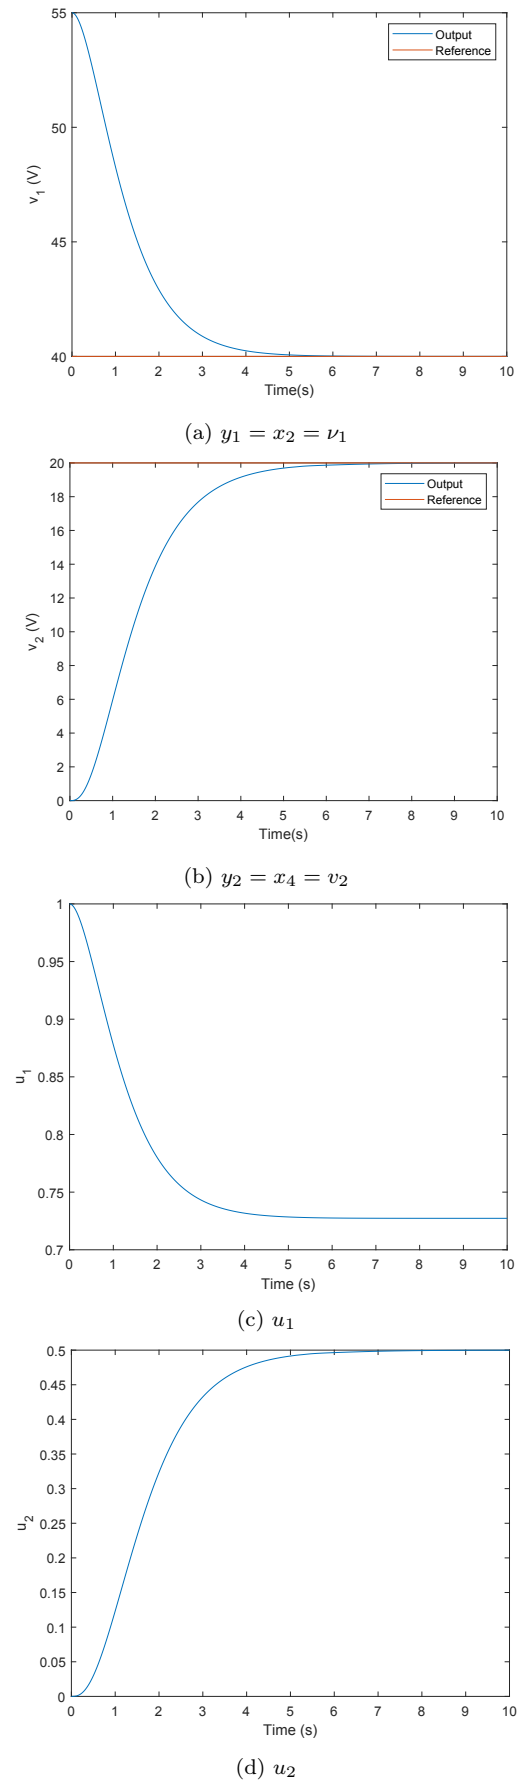 55
50
45
40
v1 (V)
Output
Reference
0 1 2 3 4 5 6 7 8 9 10
Time(s)
(a) y1 = x2 = ν1
20
18
16
14
12
10
8
6
4
2
0
v2 (V)
Output
Reference
0 1 2 3 4 5 6 7 8 9 10
Time(s)
(b) y2 = x4 = v2
1
0.95
0.9
0.85
0.8
0.75
0.7
u1
0 1 2 3 4 5 6 7 8 9 10
Time (s)
(c) u1
0.5
0.45
0.4
0.35
0.3
0.25
0.2
0.15
0.1
0.05
0
u2
0 1 2 3 4 5 6 7 8 9 10
Time (s)
(d) u2